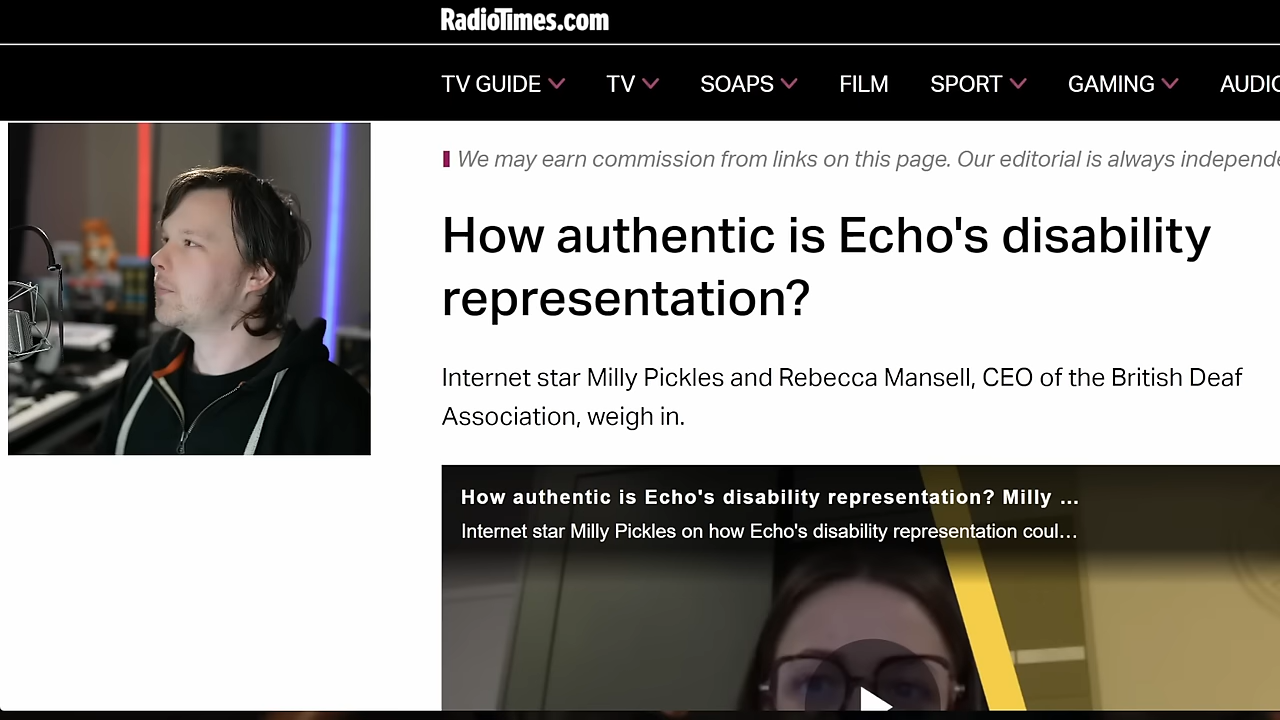 RadioTimes.com
TV GUIDE TV SOAPS FILM SPORT GAMING AUDIO
We may earn commission from links on this page. Our editorial is always independe
How authentic is Echo's disability
representation?
Internet star Milly Pickles and Rebecca Mansell, CEO of the British Deaf
Association, weigh in.
How authentic is Echo's disability representation? Milly ...
Internet star Milly Pickles on how Echo's disability representation coul...